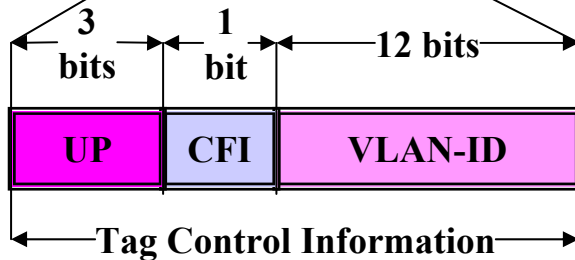 3 bits
1 bit
12 bits
UP
CFI
VLAN-ID
Tag Control Information